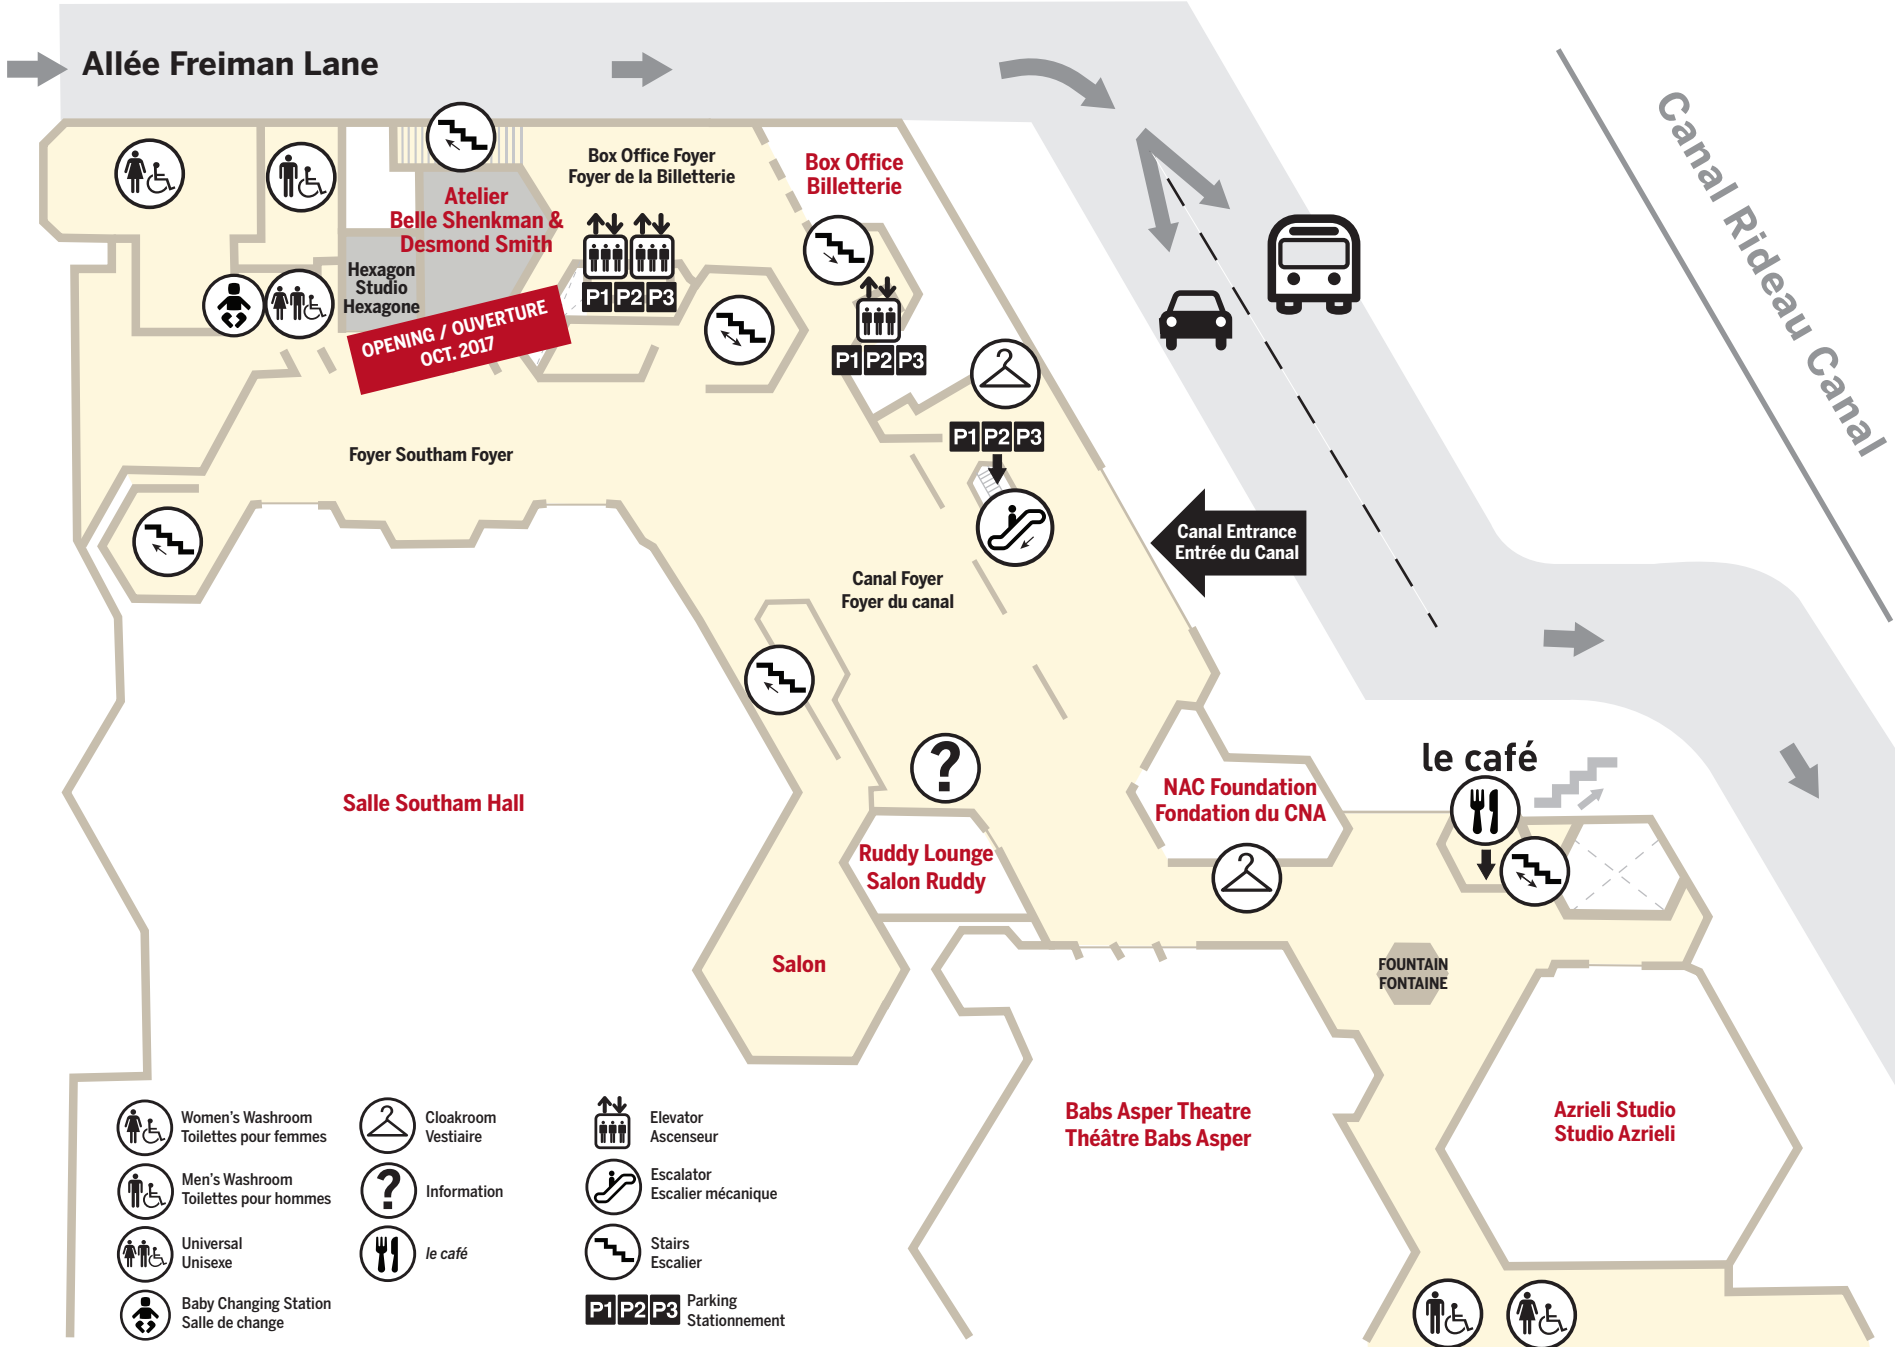 Allée Freiman Lane
Canal Rideau Canal
Box Office Foyer
Foyer de la Billetterie
Box Office
Billetterie
Atelier
Belle Shenkman &
Desmond Smith
Hexagon
Studio
Hexagone
OPENING / OUVERTURE
OCT. 2017
P1 P2 P3
P1 P2 P3
P1 P2 P3
Foyer Southam Foyer
Canal Entrance
Entrée du Canal
Canal Foyer
Foyer du canal
le café
?
NAC Foundation
Fondation du CNA
Salle Southam Hall
Ruddy Lounge
Salon Ruddy
Salon
FOUNTAIN
FONTAINE
Babs Asper Theatre
Théâtre Babs Asper
Azrieli Studio
Studio Azrieli
Women's Washroom
Toilettes pour femmes
Men's Washroom
Toilettes pour hommes
Universal
Unisexe
Baby Changing Station
Salle de change
Cloakroom
Vestiaire
?
Information
le café
Elevator
Ascenseur
Escalator
Escalier mécanique
Stairs
Escalier
P1 P2 P3
Parking
Stationnement